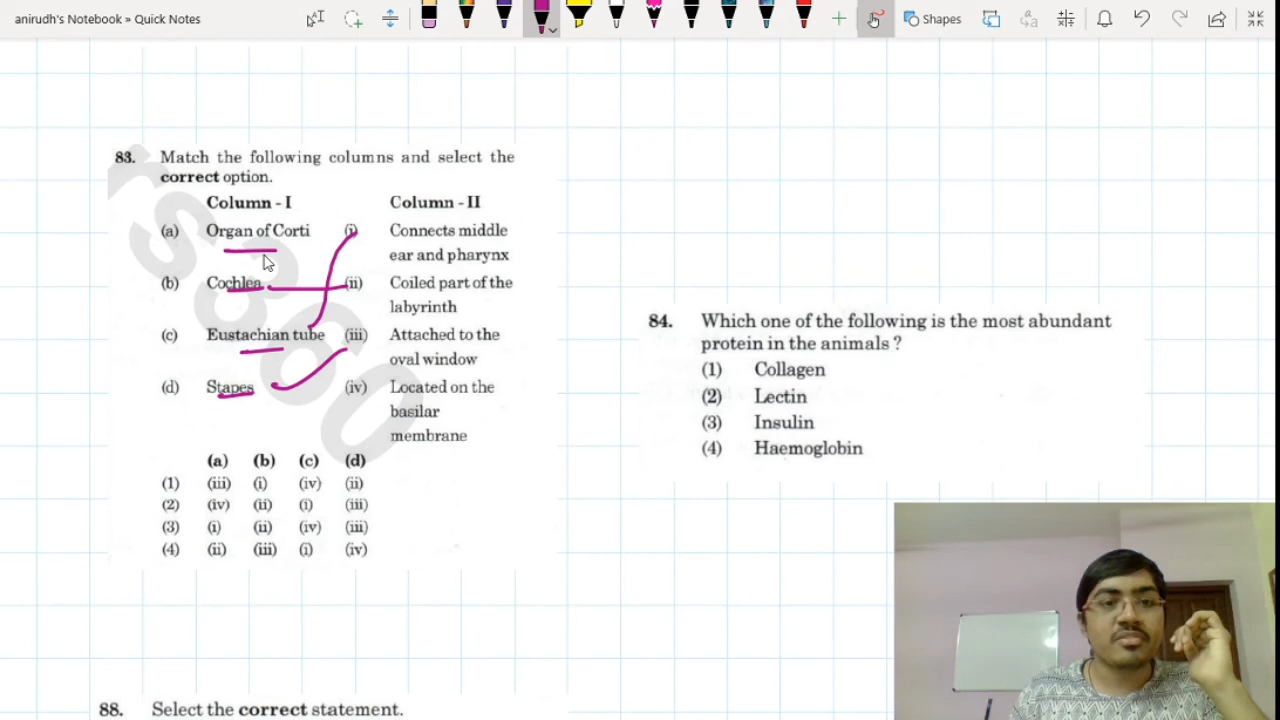 anirudh's Notebook » Quick Notes
Shapes
83. Match the following columns and select the
correct option.
Column - I Column - II
(a) Organ of Corti (i) Connects middle
ear and pharynx
(b) Cochlea (ii) Coiled part of the
labyrinth
(c) Eustachian tube (iii) Attached to the
oval window
(d) Stapes (iv) Located on the
basilar
membrane
(a) (b) (c) (d)
(1) (iii) (i) (iv) (ii)
(2) (iv) (ii) (i) (iii)
(3) (i) (ii) (iv) (iii)
(4) (ii) (iii) (i) (iv)
rs360
84. Which one of the following is the most abundant
protein in the animals ?
(1) Collagen
(2) Lectin
(3) Insulin
(4) Haemoglobin
88. Select the correct statement.